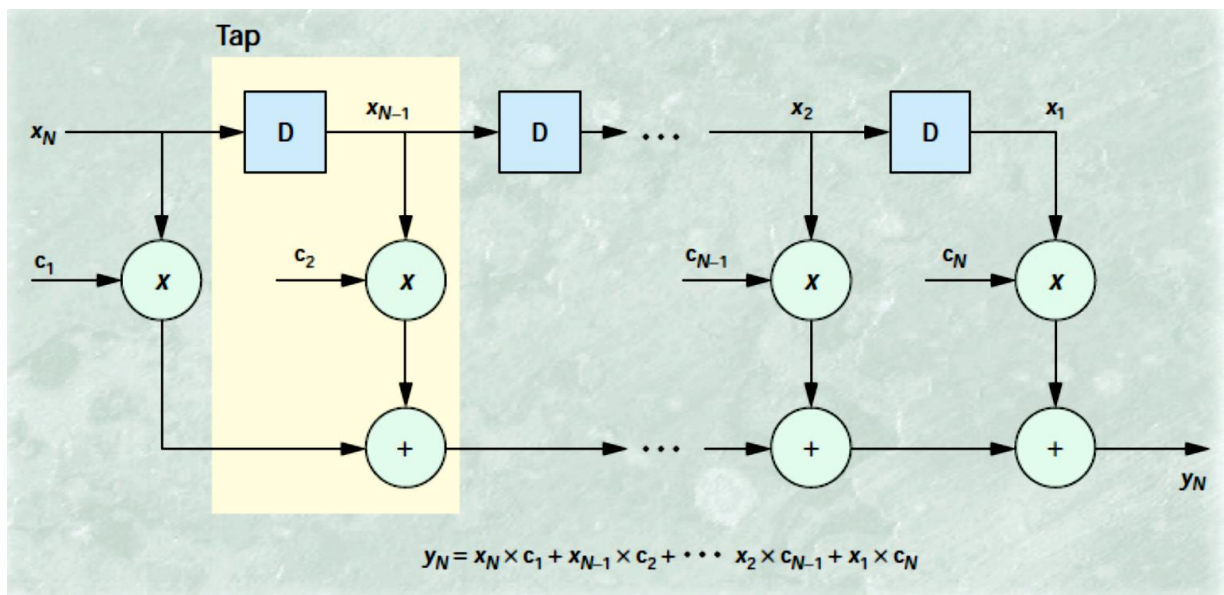 Tap
x_N D x_{N–1} D • • • x_2 D x_1
c_1 x c_2 x c_{N–1} x c_N x
+ • • • + +
y_N
y_N = x_N × c_1 + x_{N–1} × c_2 + • • • x_2 × c_{N–1} + x_1 × c_N